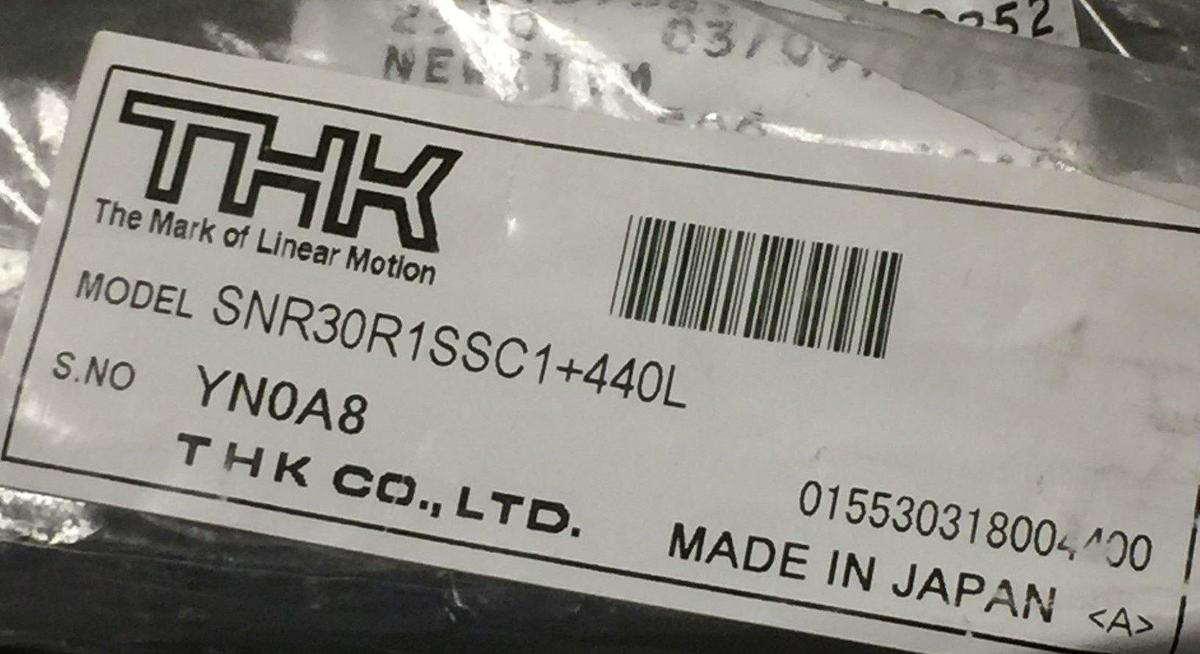 THK
The Mark of Linear Motion
MODEL SNR30R1SSC1+440L
S.NO YN0A8
THK CO., LTD.
MADE IN JAPAN <A>